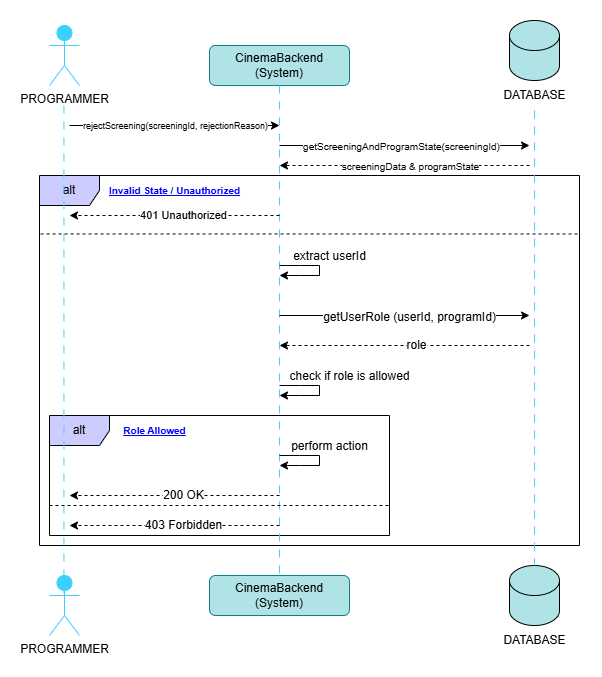 CinemaBackend
(System)
PROGRAMMER
DATABASE
rejectScreening(screeningId, rejectionReason)
getScreeningAndProgramState(screeningId)
screeningData & programState
alt
Invalid State / Unauthorized
401 Unauthorized
extract userId
getUserRole (userId, programId)
role
check if role is allowed
alt
Role Allowed
perform action
200 OK
403 Forbidden
CinemaBackend
(System)
PROGRAMMER
DATABASE